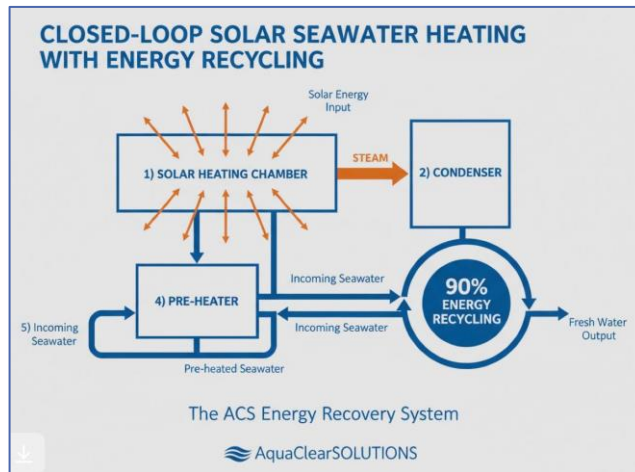 CLOSED-LOOP SOLAR SEAWATER HEATING
WITH ENERGY RECYCLING
Solar Energy
Input
1) SOLAR HEATING CHAMBER
STEAM
2) CONDENSER
4) PRE-HEATER
Incoming Seawater
90%
ENERGY
RECYCLING
5) Incoming
Seawater
Incoming Seawater
Fresh Water
Output
Pre-heated Seawater
The ACS Energy Recovery System
AquaClearSOLUTIONS